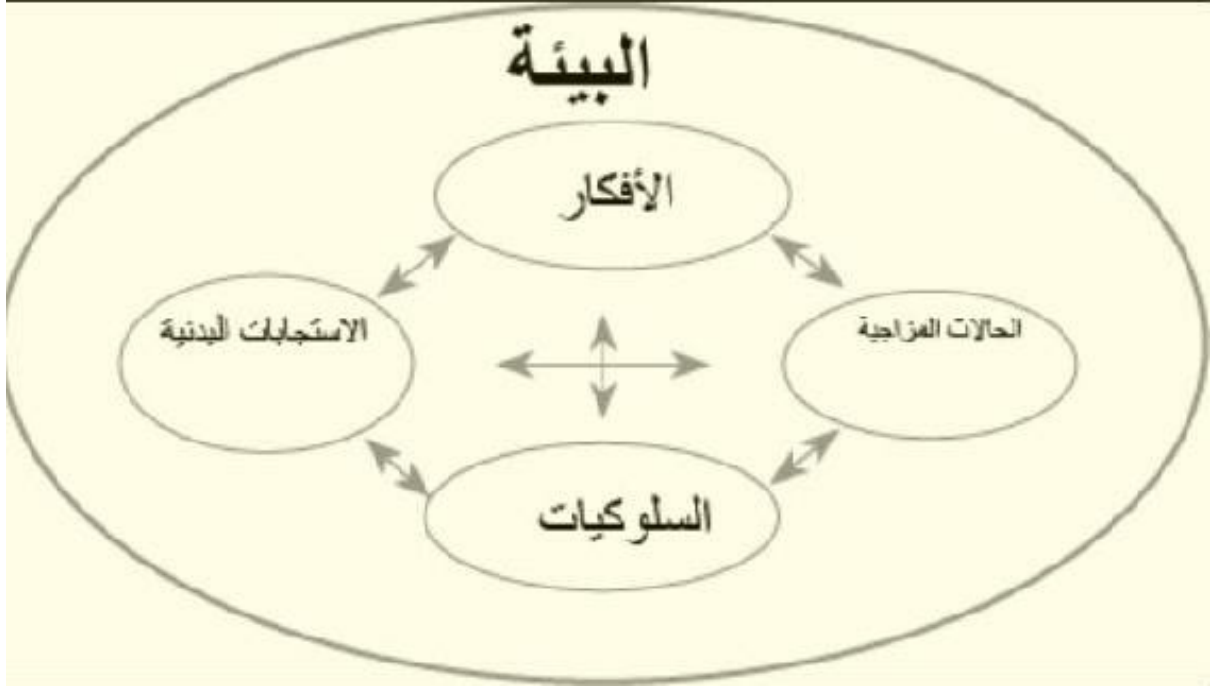 البيئة
الأفكار
الحالات المزاجية
الاستجابات البدنية
السلوكيات